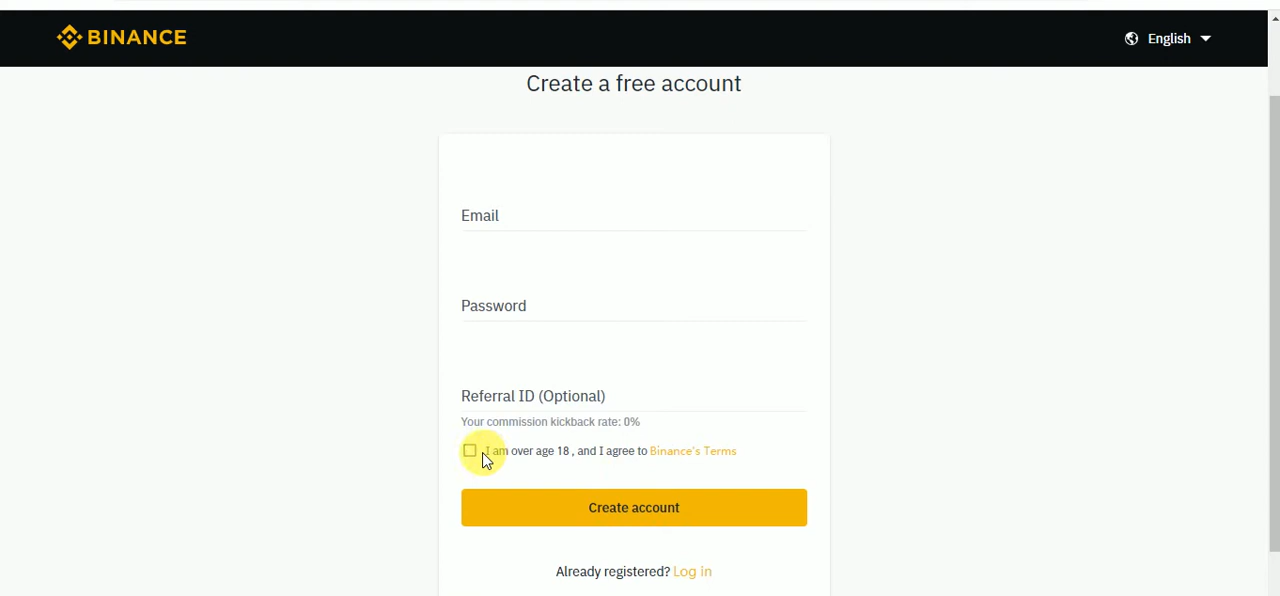 BINANCE
English
Create a free account
Email
Password
Referral ID (Optional)
Your commission kickback rate: 0%
I am over age 18 , and I agree to Binance's Terms
Create account
Already registered? Log in